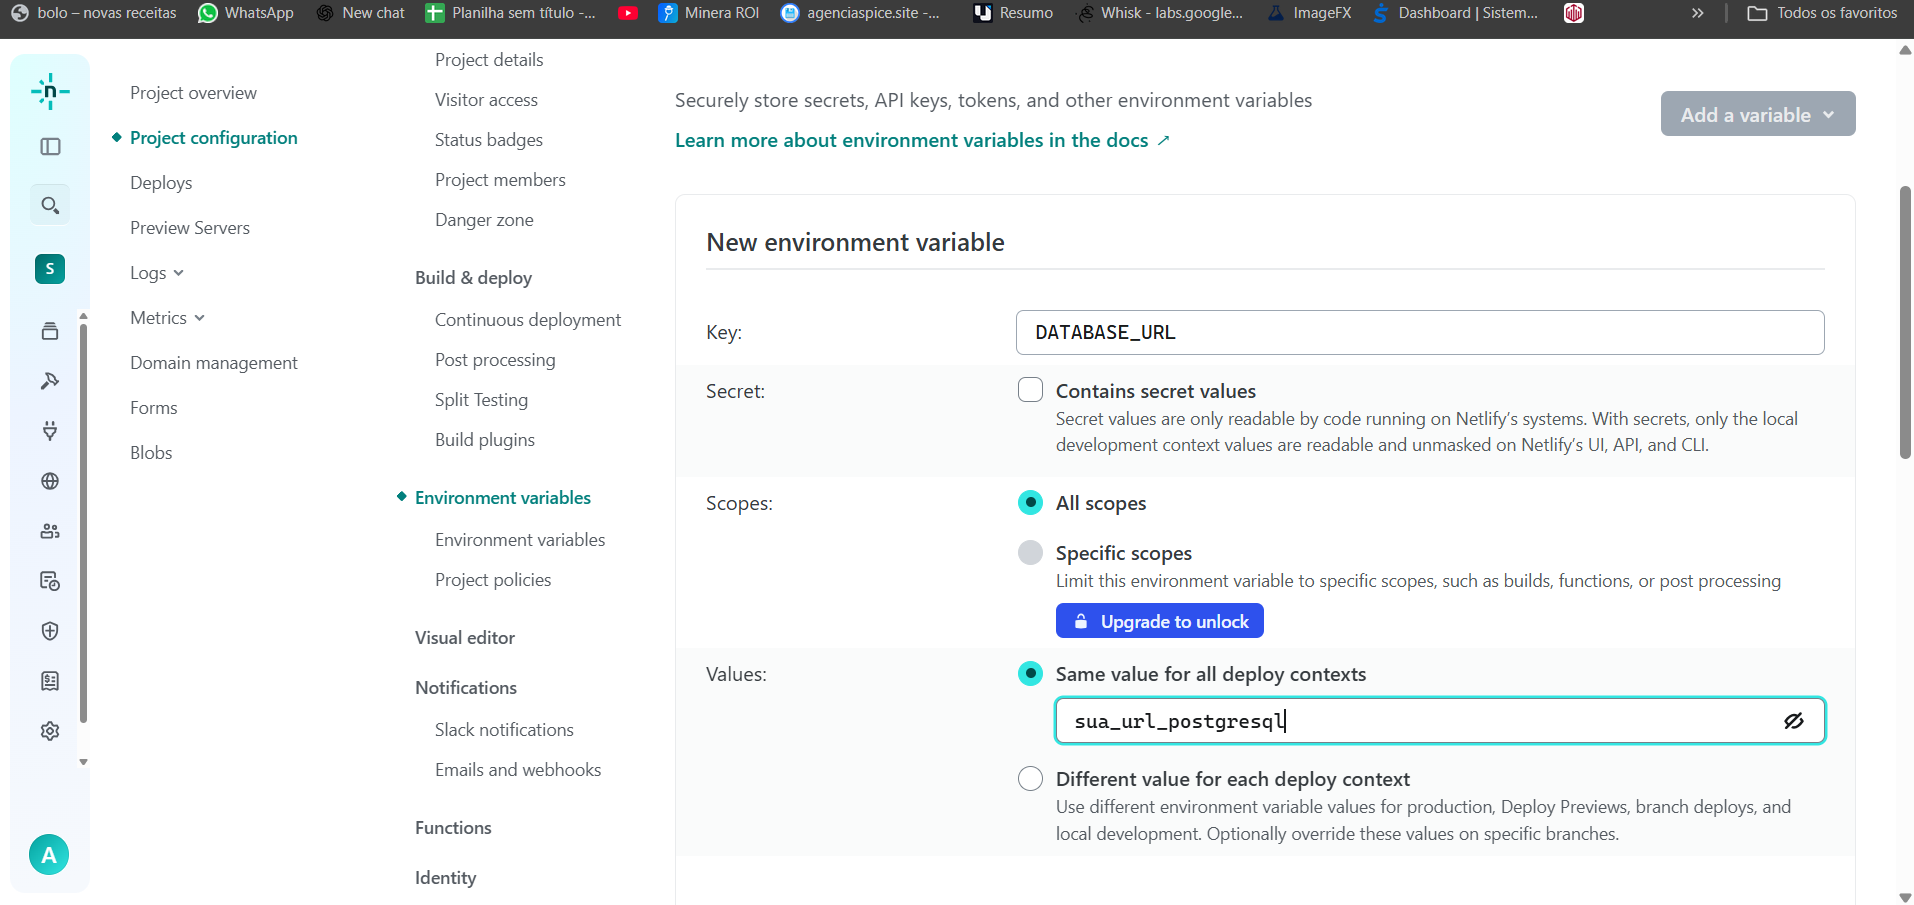 bolo – novas receitas
WhatsApp
New chat
Planilha sem título -...
Minera ROI
agenciaspice.site -...
Resumo
Whisk - labs.google...
ImageFX
Dashboard | Sistem...
»
Todos os favoritos
n
S
A
Project overview
Project configuration
Deploys
Preview Servers
Logs
Metrics
Domain management
Forms
Blobs
Project details
Visitor access
Status badges
Project members
Danger zone
Build & deploy
Continuous deployment
Post processing
Split Testing
Build plugins
Environment variables
Environment variables
Project policies
Visual editor
Notifications
Slack notifications
Emails and webhooks
Functions
Identity
Securely store secrets, API keys, tokens, and other environment variables
Learn more about environment variables in the docs ↗
Add a variable
New environment variable
Key:
DATABASE_URL
Secret:
Contains secret values
Secret values are only readable by code running on Netlify’s systems. With secrets, only the local
development context values are readable and unmasked on Netlify’s UI, API, and CLI.
Scopes:
All scopes
Specific scopes
Limit this environment variable to specific scopes, such as builds, functions, or post processing
Upgrade to unlock
Values:
Same value for all deploy contexts
sua_url_postgresql
Different value for each deploy context
Use different environment variable values for production, Deploy Previews, branch deploys, and
local development. Optionally override these values on specific branches.